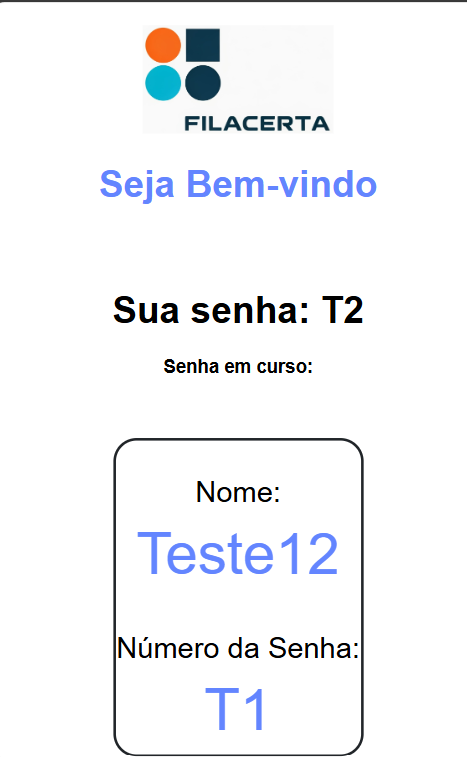 FILACERTA
Seja Bem-vindo
Sua senha: T2
Senha em curso:
Nome:
Teste12
Número da Senha:
T1